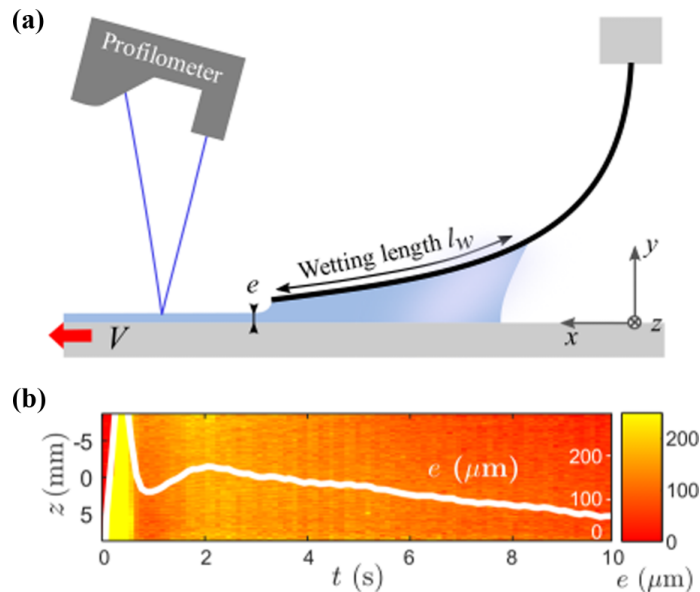 (a)
Profilometer
Wetting length l_W
e
y
V
x
z
(b)
-5
0
5
z (mm)
e (μm)
200
100
0
200
100
0
0
2
4
6
8
10
t (s)
e (μm)